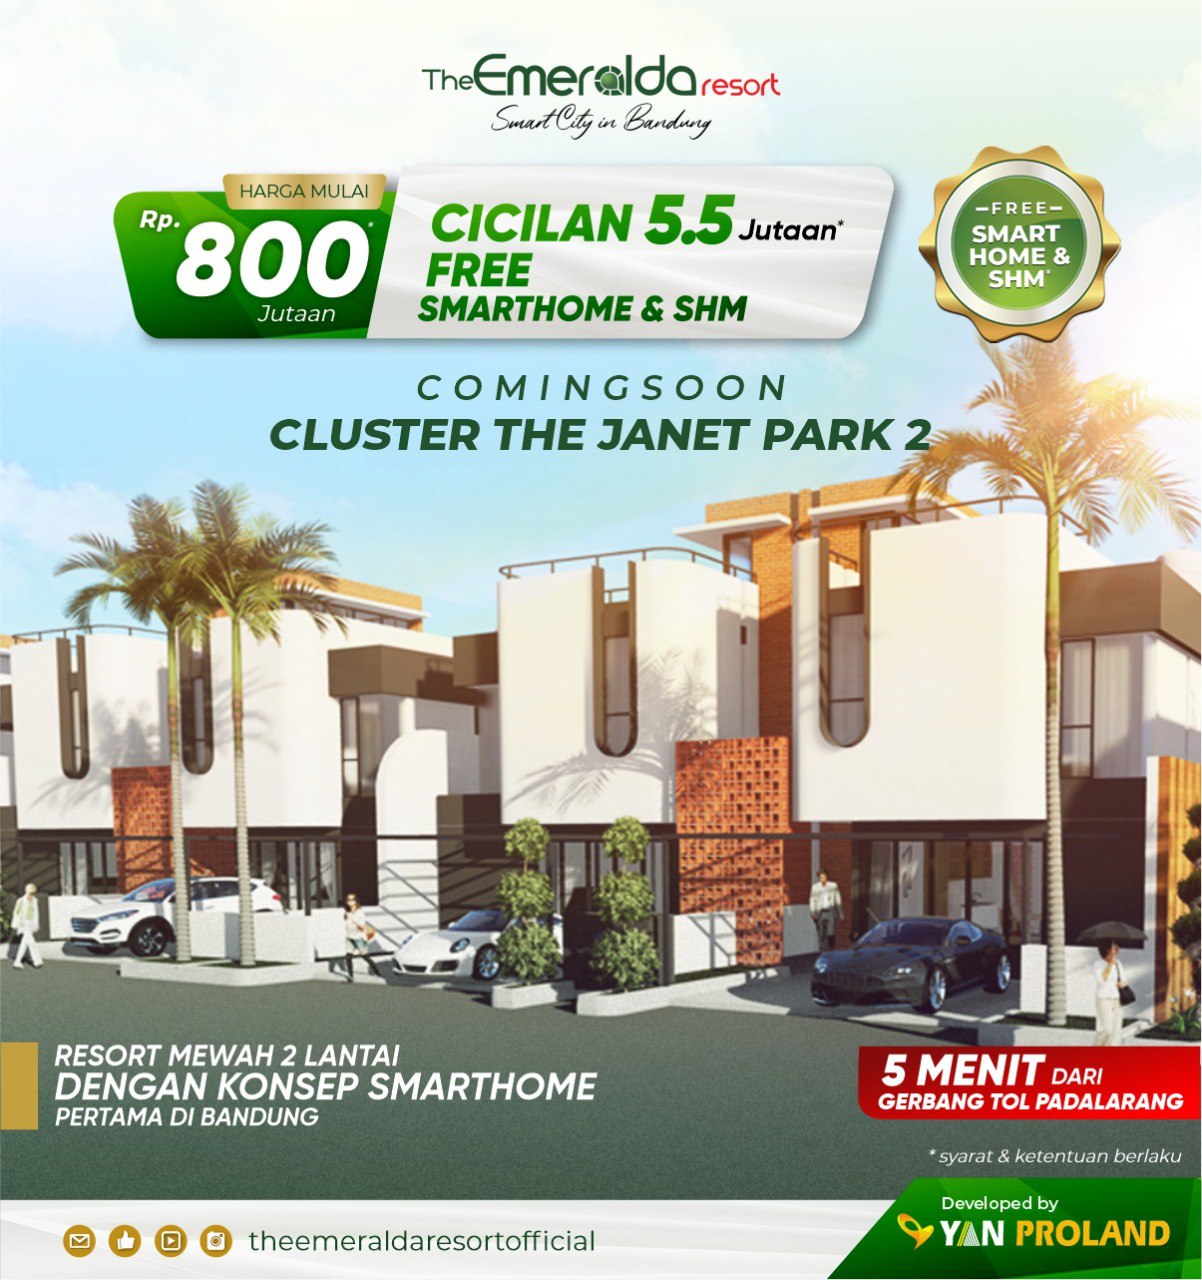 TheEmeralda resort
Smart City in Bandung
HARGA MULAI
Rp. 800*
Jutaan
CICILAN 5.5 Jutaan*
FREE
SMARTHOME & SHM
-FREE-
SMART
HOME &
SHM*
COMINGSOON
CLUSTER THE JANET PARK 2
RESORT MEWAH 2 LANTAI
DENGAN KONSEP SMARTHOME
PERTAMA DI BANDUNG
5 MENIT DARI
GERBANG TOL PADALARANG
* syarat & ketentuan berlaku
theemeraldaresortofficial
Developed by
YAN PROLAND